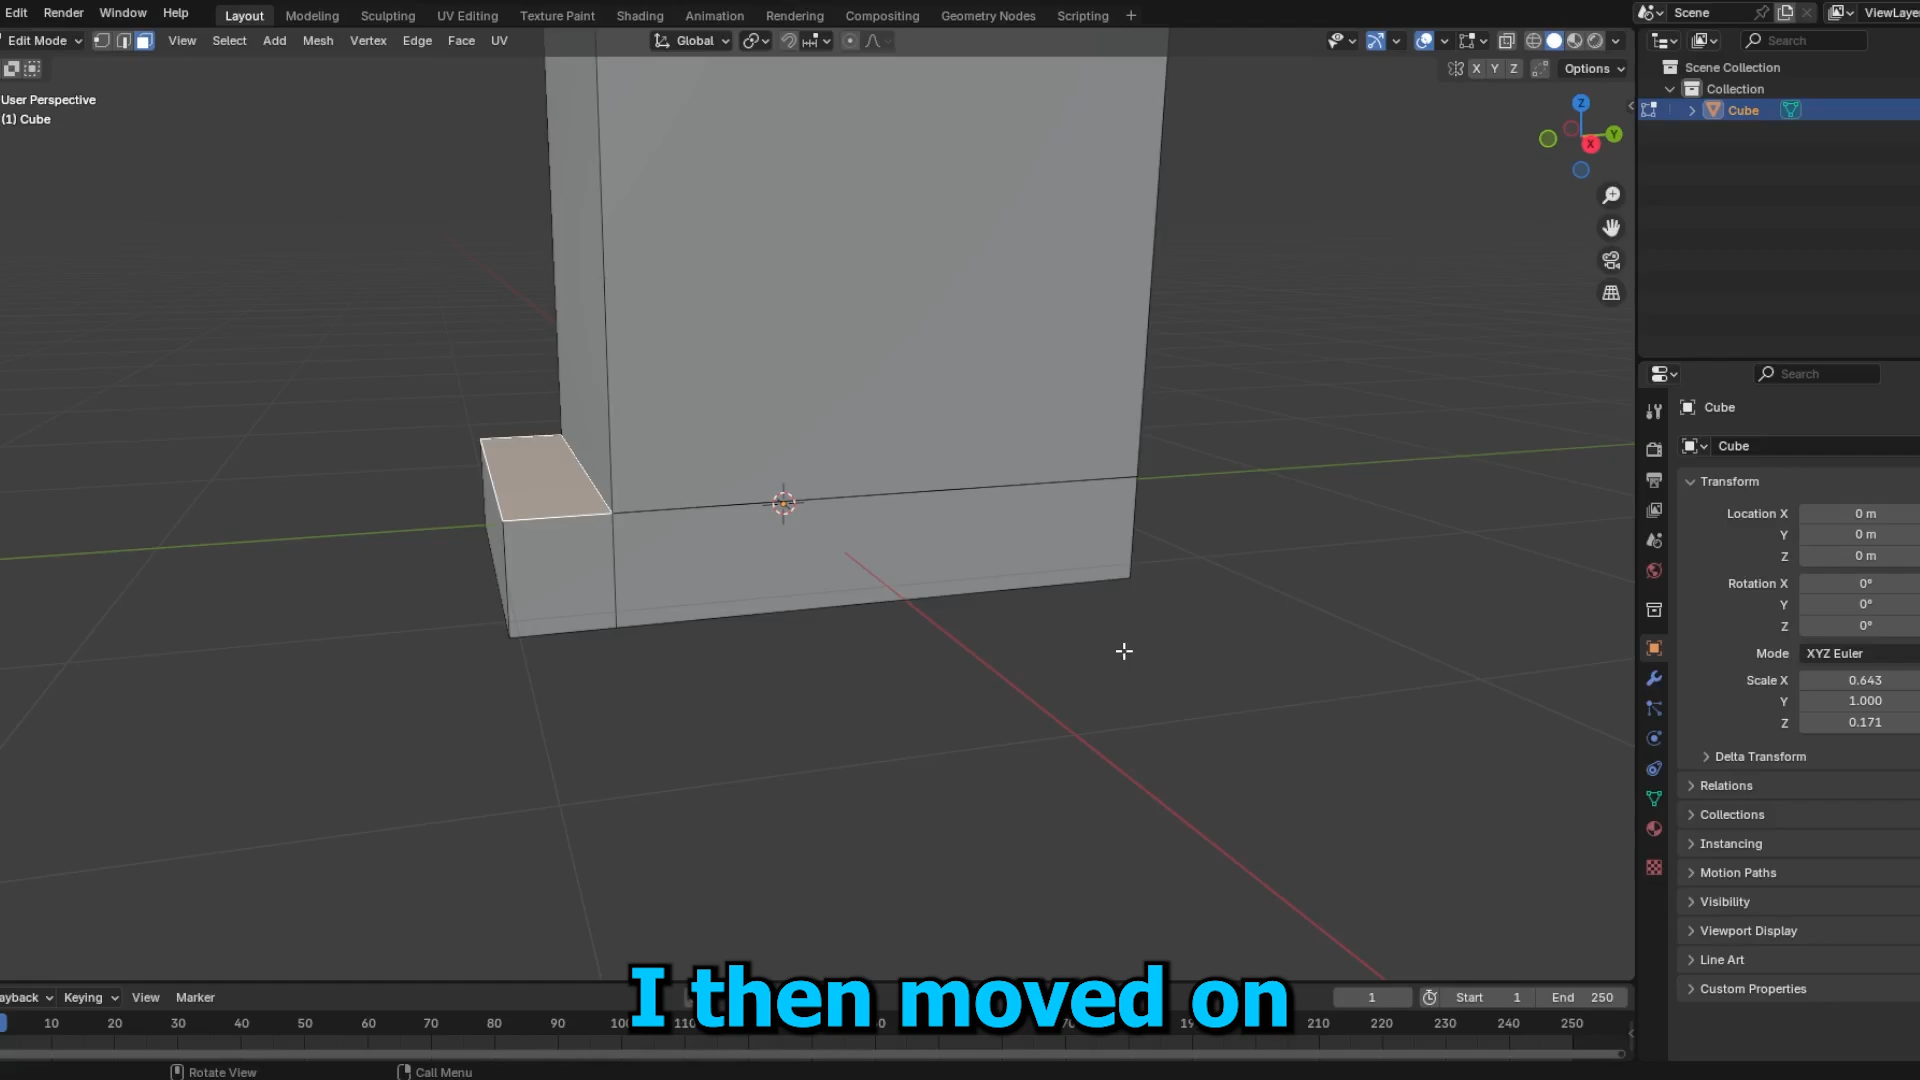 Edit Render Window Help Layout Modeling Sculpting UV Editing Texture Paint Shading Animation Rendering Compositing Geometry Nodes Scripting + Scene ViewLayer
Edit Mode View Select Add Mesh Vertex Edge Face UV Global Search
X Y Z Options
User Perspective
(1) Cube
Scene Collection
Collection
Cube
Z
Y
X
Search
Cube
Cube
Transform
Location X 0 m
Y 0 m
Z 0 m
Rotation X 0°
Y 0°
Z 0°
Mode XYZ Euler
Scale X 0.643
Y 1.000
Z 0.171
Delta Transform
Relations
Collections
Instancing
Motion Paths
Visibility
Viewport Display
Line Art
Custom Properties
I then moved on
ayback Keying View Marker 1 Start 1 End 250
10 20 30 40 50 60 70 80 90 100 110 210 220 230 240 250
Rotate View Call Menu